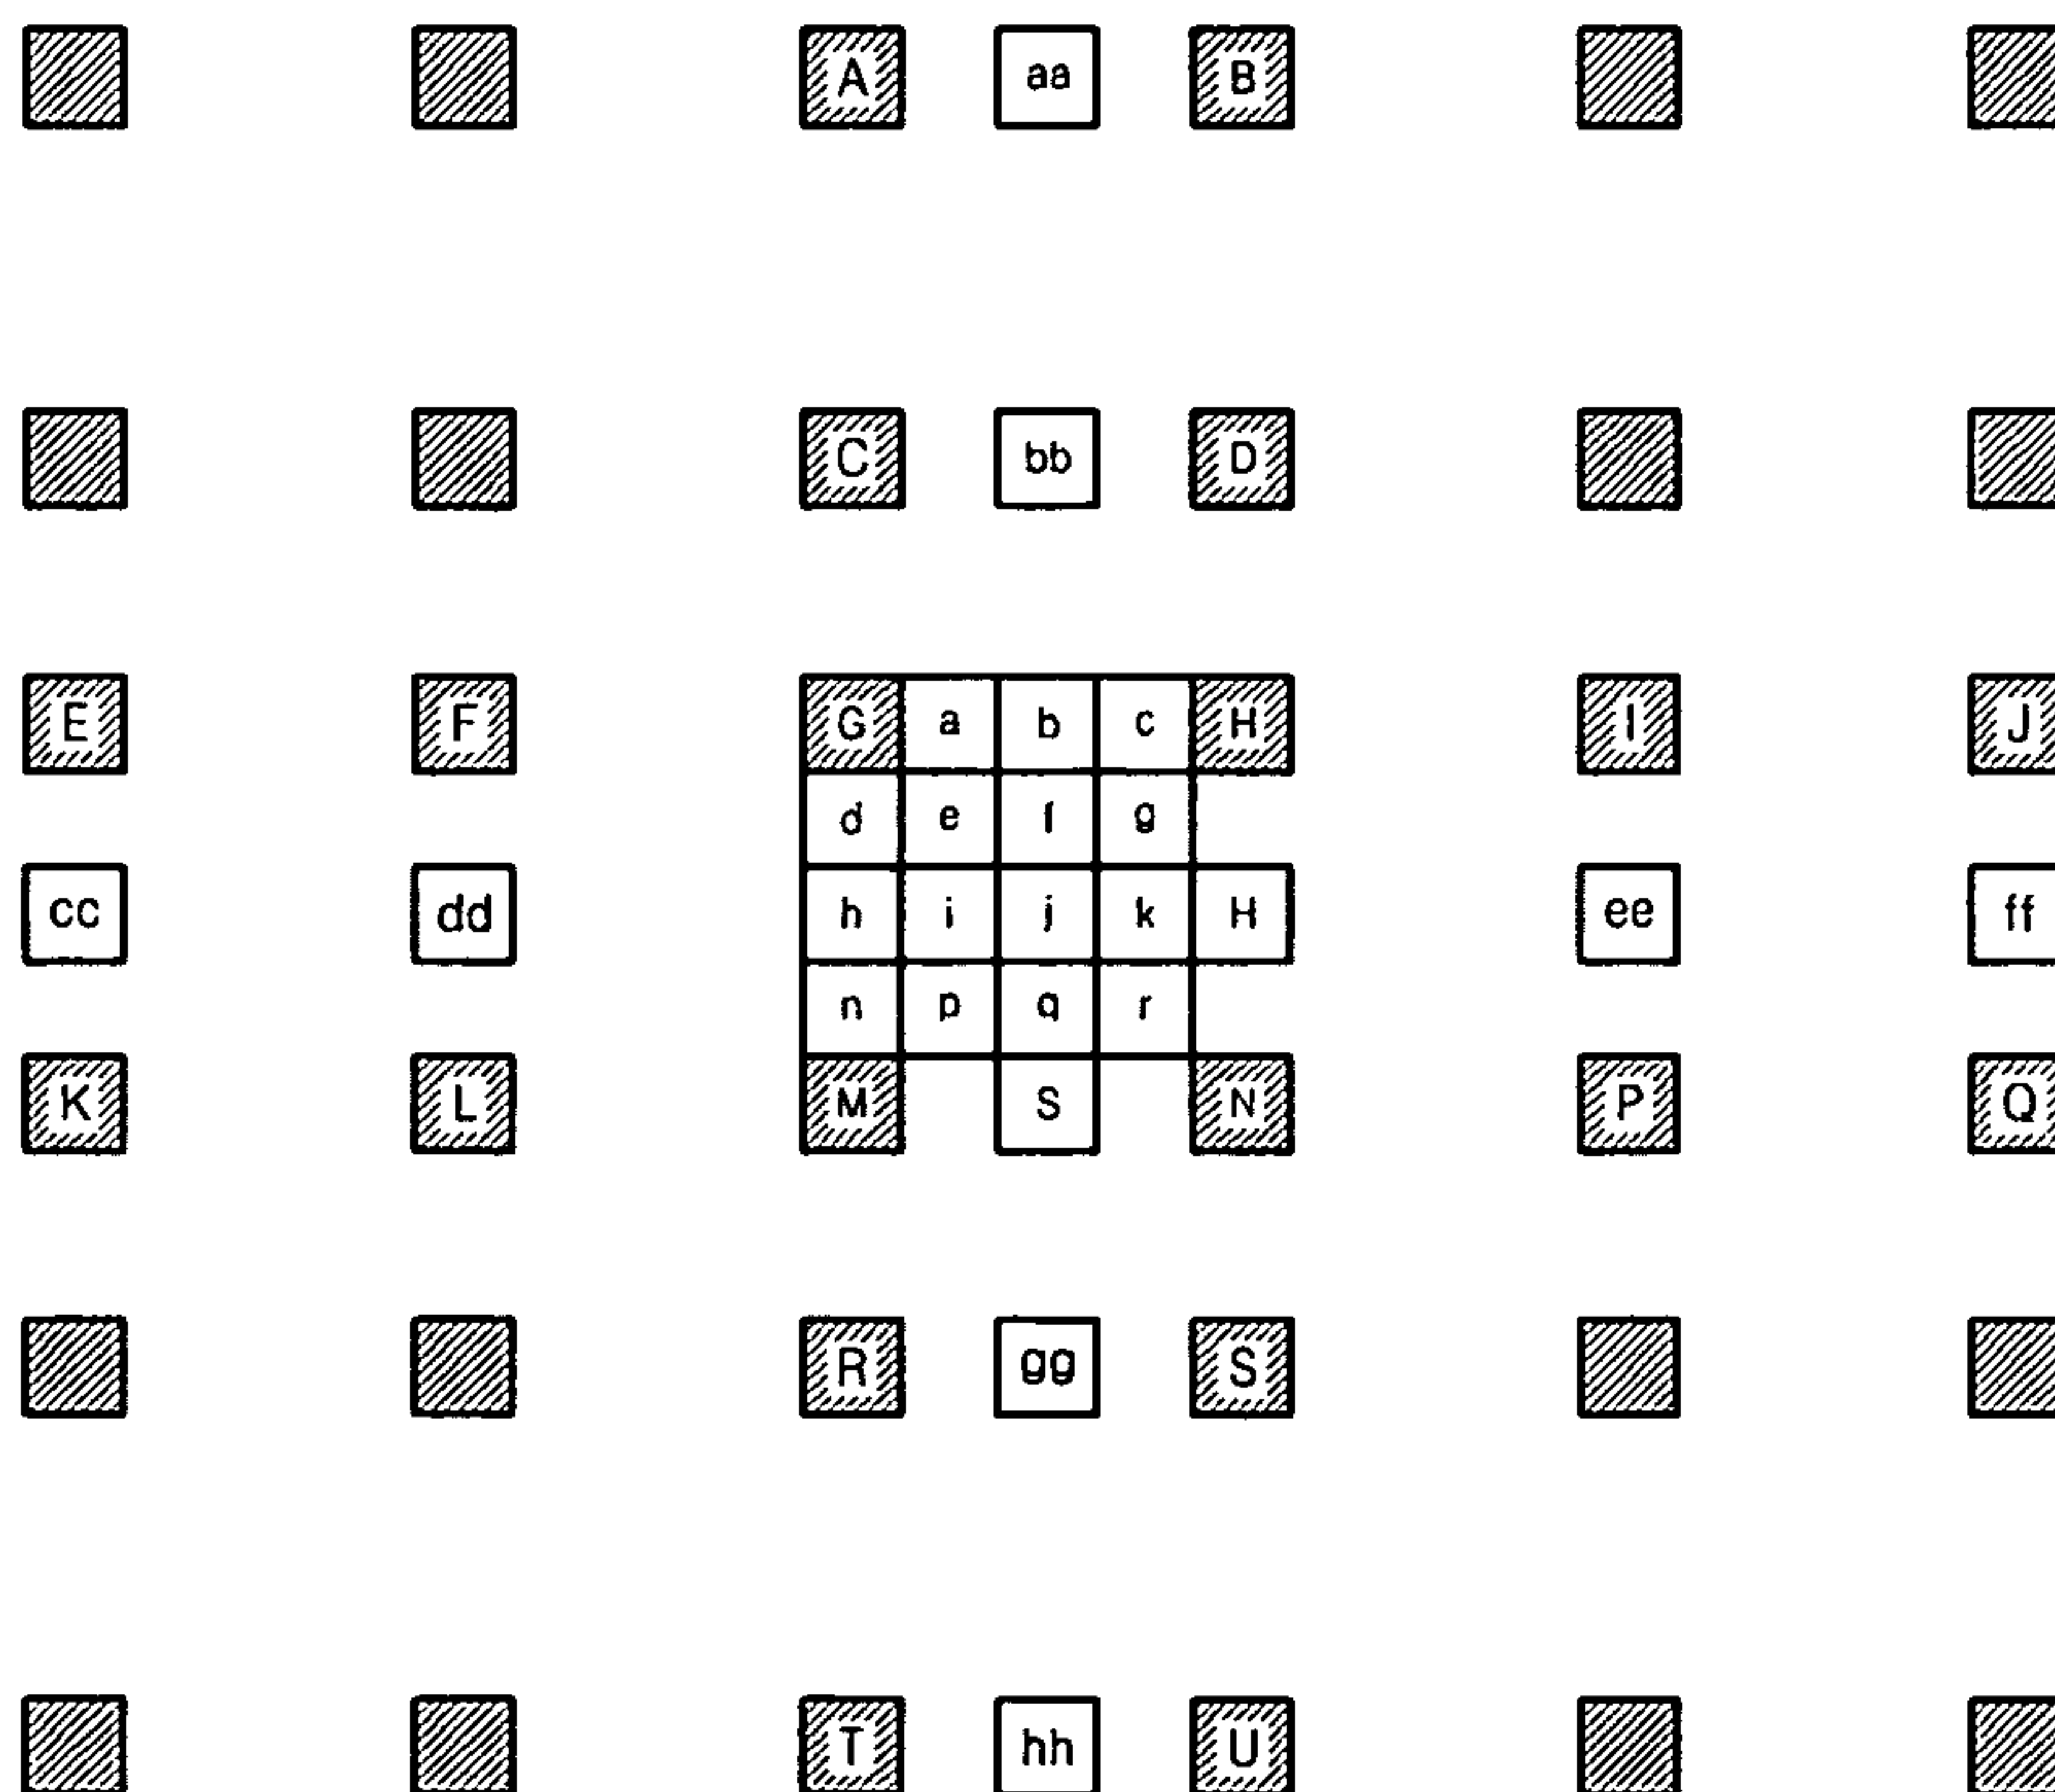 A aa B
C bb D
E F G a b c H I J
d e f g
cc dd h i j k H ee ff
n p q r
K L M S N P Q
R gg S
T hh U